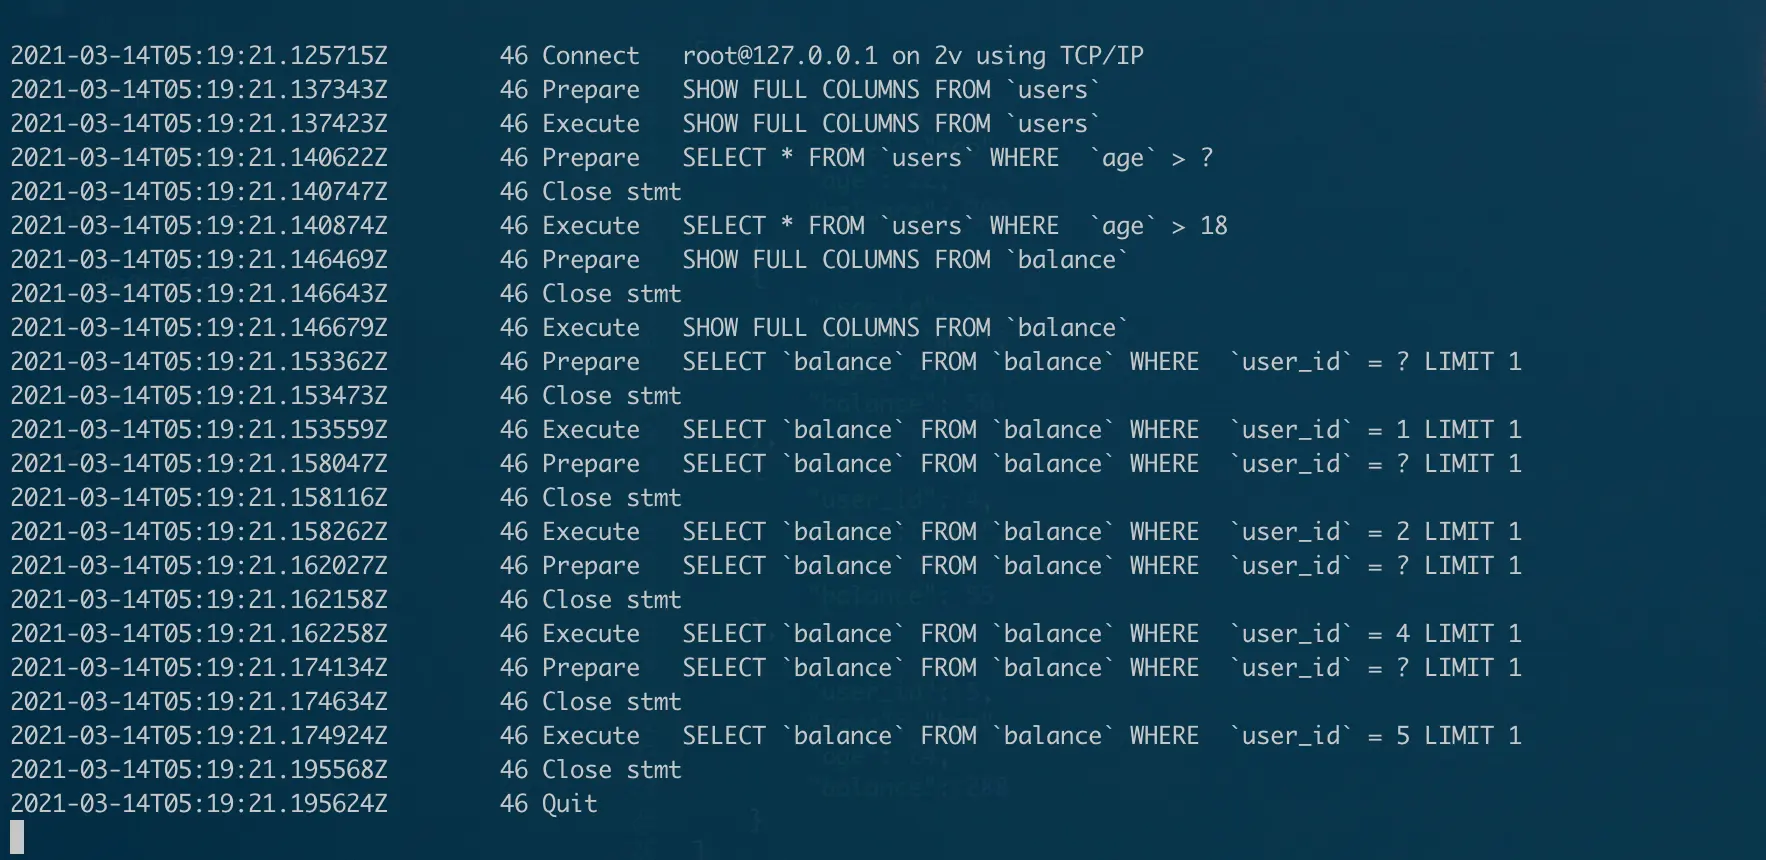 2021-03-14T05:19:21.125715Z 46 Connect root@127.0.0.1 on 2v using TCP/IP
2021-03-14T05:19:21.137343Z 46 Prepare SHOW FULL COLUMNS FROM `users`
2021-03-14T05:19:21.137423Z 46 Execute SHOW FULL COLUMNS FROM `users`
2021-03-14T05:19:21.140622Z 46 Prepare SELECT * FROM `users` WHERE  `age` > ?
2021-03-14T05:19:21.140747Z 46 Close stmt
2021-03-14T05:19:21.140874Z 46 Execute SELECT * FROM `users` WHERE  `age` > 18
2021-03-14T05:19:21.146469Z 46 Prepare SHOW FULL COLUMNS FROM `balance`
2021-03-14T05:19:21.146643Z 46 Close stmt
2021-03-14T05:19:21.146679Z 46 Execute SHOW FULL COLUMNS FROM `balance`
2021-03-14T05:19:21.153362Z 46 Prepare SELECT `balance` FROM `balance` WHERE  `user_id` = ? LIMIT 1
2021-03-14T05:19:21.153473Z 46 Close stmt
2021-03-14T05:19:21.153559Z 46 Execute SELECT `balance` FROM `balance` WHERE  `user_id` = 1 LIMIT 1
2021-03-14T05:19:21.158047Z 46 Prepare SELECT `balance` FROM `balance` WHERE  `user_id` = ? LIMIT 1
2021-03-14T05:19:21.158116Z 46 Close stmt
2021-03-14T05:19:21.158262Z 46 Execute SELECT `balance` FROM `balance` WHERE  `user_id` = 2 LIMIT 1
2021-03-14T05:19:21.162027Z 46 Prepare SELECT `balance` FROM `balance` WHERE  `user_id` = ? LIMIT 1
2021-03-14T05:19:21.162158Z 46 Close stmt
2021-03-14T05:19:21.162258Z 46 Execute SELECT `balance` FROM `balance` WHERE  `user_id` = 4 LIMIT 1
2021-03-14T05:19:21.174134Z 46 Prepare SELECT `balance` FROM `balance` WHERE  `user_id` = ? LIMIT 1
2021-03-14T05:19:21.174634Z 46 Close stmt
2021-03-14T05:19:21.174924Z 46 Execute SELECT `balance` FROM `balance` WHERE  `user_id` = 5 LIMIT 1
2021-03-14T05:19:21.195568Z 46 Close stmt
2021-03-14T05:19:21.195624Z 46 Quit